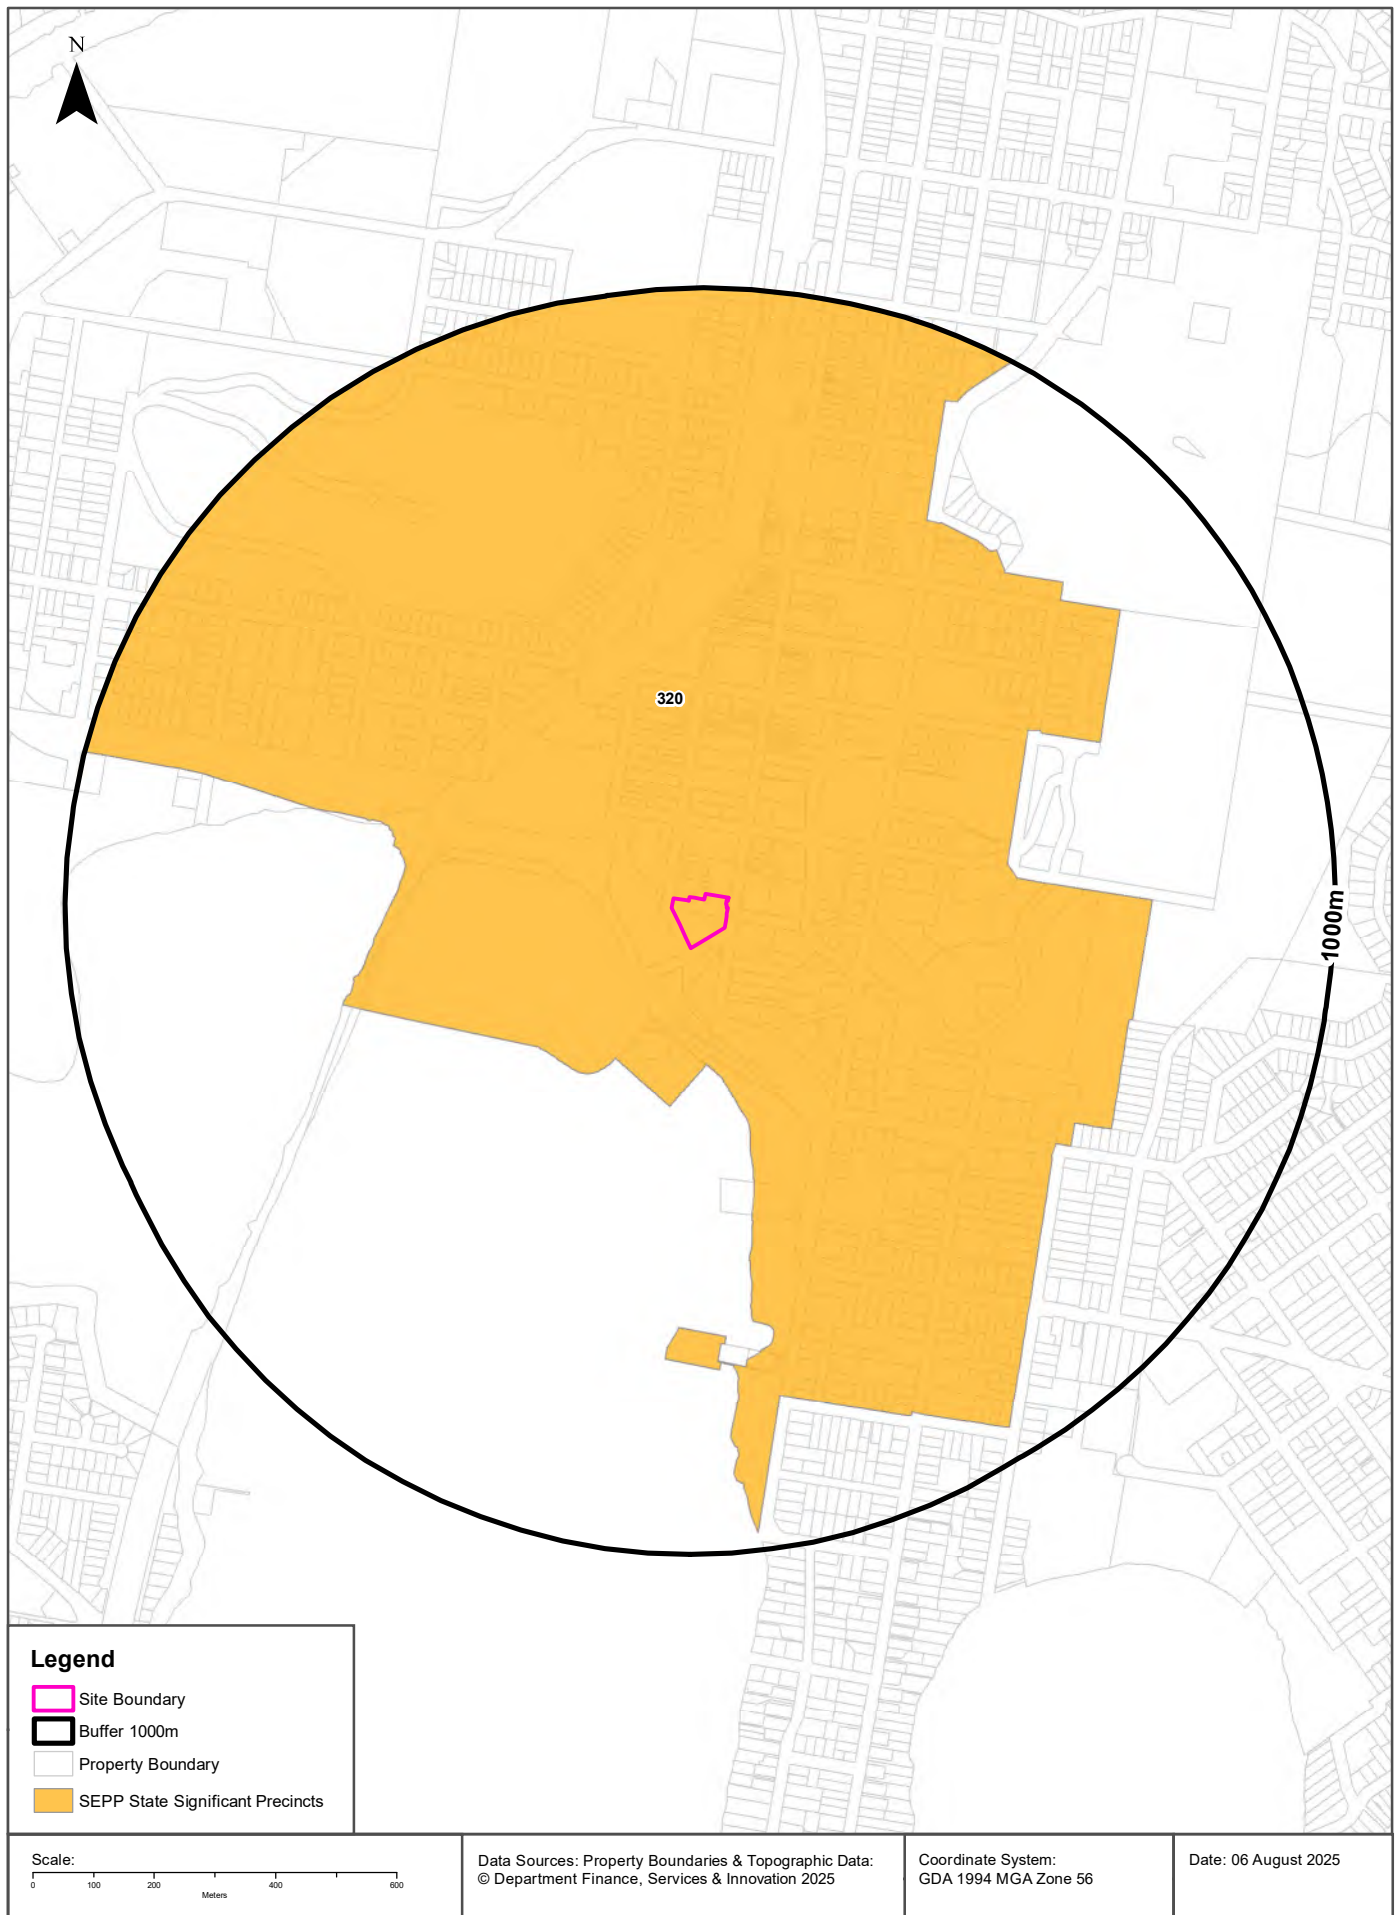 N
320
1000m
Legend
Site Boundary
Buffer 1000m
Property Boundary
SEPP State Significant Precincts
Scale:
0 100 200 400 600
Meters
Data Sources: Property Boundaries & Topographic Data:
© Department Finance, Services & Innovation 2025
Coordinate System:
GDA 1994 MGA Zone 56
Date: 06 August 2025